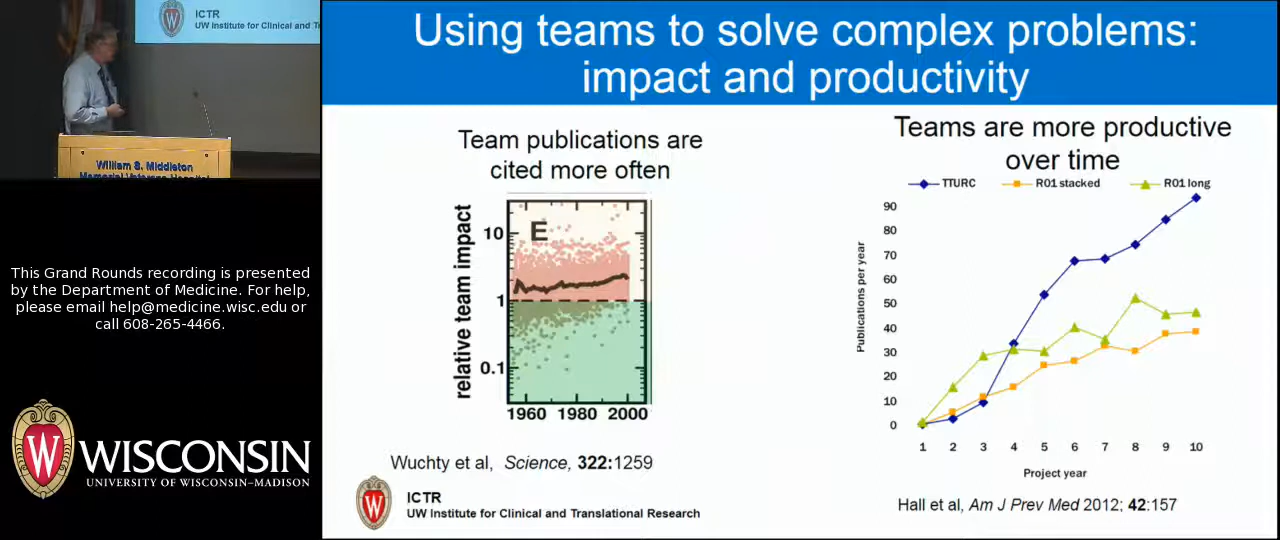 ICTR
UW Institute for Clinical and T
William S. Middleton
Memorial Veterans Hospital
This Grand Rounds recording is presented
by the Department of Medicine. For help,
please email help@medicine.wisc.edu or
call 608-265-4466.
W
WISCONSIN
UNIVERSITY OF WISCONSIN–MADISON
Using teams to solve complex problems:
impact and productivity
Team publications are
cited more often
relative team impact
E
10
1
0.1
1960 1980 2000
Wuchty et al, Science, 322:1259
W
ICTR
UW Institute for Clinical and Translational Research
Teams are more productive
over time
TTURC R01 stacked R01 long
Publications per year
90
80
70
60
50
40
30
20
10
0
1 2 3 4 5 6 7 8 9 10
Project year
Hall et al, Am J Prev Med 2012; 42:157